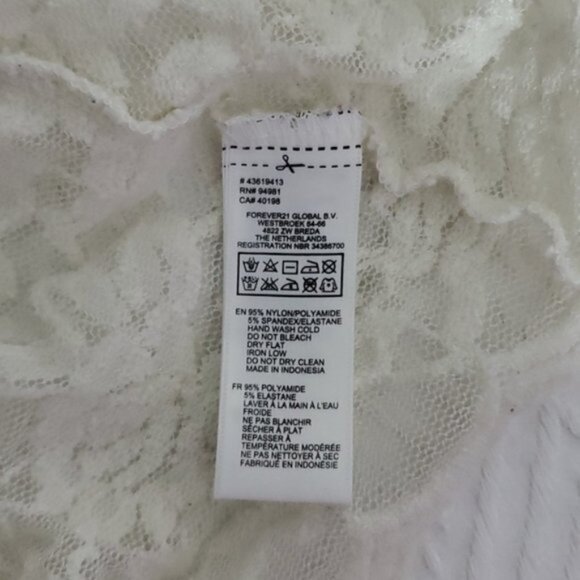 # 43619413
RN# 94981
CA# 40198
FOREVER21 GLOBAL B.V.
WESTBROEK 64-66
4822 ZW BREDA
THE NETHERLANDS
REGISTRATION NBR 34386700
EN 95% NYLON/POLYAMIDE
5% SPANDEX/ELASTANE
HAND WASH COLD
DO NOT BLEACH
DRY FLAT
IRON LOW
DO NOT DRY CLEAN
MADE IN INDONESIA
FR 95% POLYAMIDE
5% ELASTANE
LAVER À LA MAIN À L'EAU
FROIDE
NE PAS BLANCHIR
SÉCHER À PLAT
REPASSER À
TEMPÉRATURE MODÉRÉE
NE PAS NETTOYER À SEC
FABRIQUÉ EN INDONÉSIE